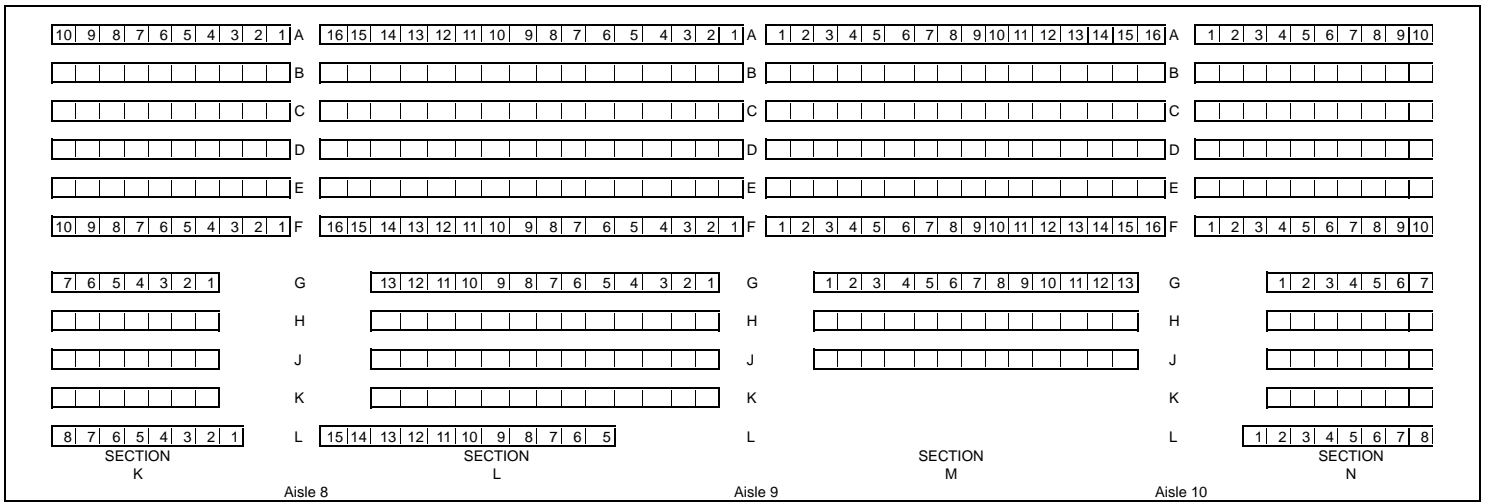 10 9 8 7 6 5 4 3 2 1 A 16 15 14 13 12 11 10 9 8 7 6 5 4 3 2 1 A 1 2 3 4 5 6 7 8 9 10 11 12 13 14 15 16 A 1 2 3 4 5 6 7 8 9 10
B B B
C C C
D D D
E E E
10 9 8 7 6 5 4 3 2 1 F 16 15 14 13 12 11 10 9 8 7 6 5 4 3 2 1 F 1 2 3 4 5 6 7 8 9 10 11 12 13 14 15 16 F 1 2 3 4 5 6 7 8 9 10
7 6 5 4 3 2 1 G 13 12 11 10 9 8 7 6 5 4 3 2 1 G 1 2 3 4 5 6 7 8 9 10 11 12 13 G 1 2 3 4 5 6 7
H H H
J J J
K K K
8 7 6 5 4 3 2 1 L 15 14 13 12 11 10 9 8 7 6 5 L L 1 2 3 4 5 6 7 8
SECTION SECTION SECTION SECTION
K L M N
Aisle 8 Aisle 9 Aisle 10